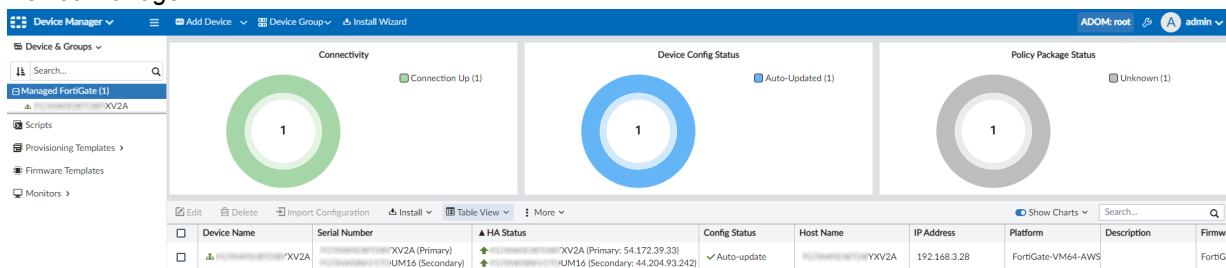 Device Manager
Add Device
Device Group
Install Wizard
ADOM: root
A
admin
Device & Groups
Search...
Managed FortiGate (1)
XV2A
Scripts
Provisioning Templates
Firmware Templates
Monitors
Connectivity
Connection Up (1)
1
Device Config Status
Auto-Updated (1)
1
Policy Package Status
Unknown (1)
1
Edit
Delete
Import Configuration
Install
Table View
More
Show Charts
Search...
Device Name
Serial Number
HA Status
Config Status
Host Name
IP Address
Platform
Description
XV2A
XV2A (Primary)
UM16 (Secondary)
XV2A (Primary: 54.172.39.33)
UM16 (Secondary: 44.204.93.242)
Auto-update
YXV2A
192.168.3.28
FortiGate-VM64-AWS